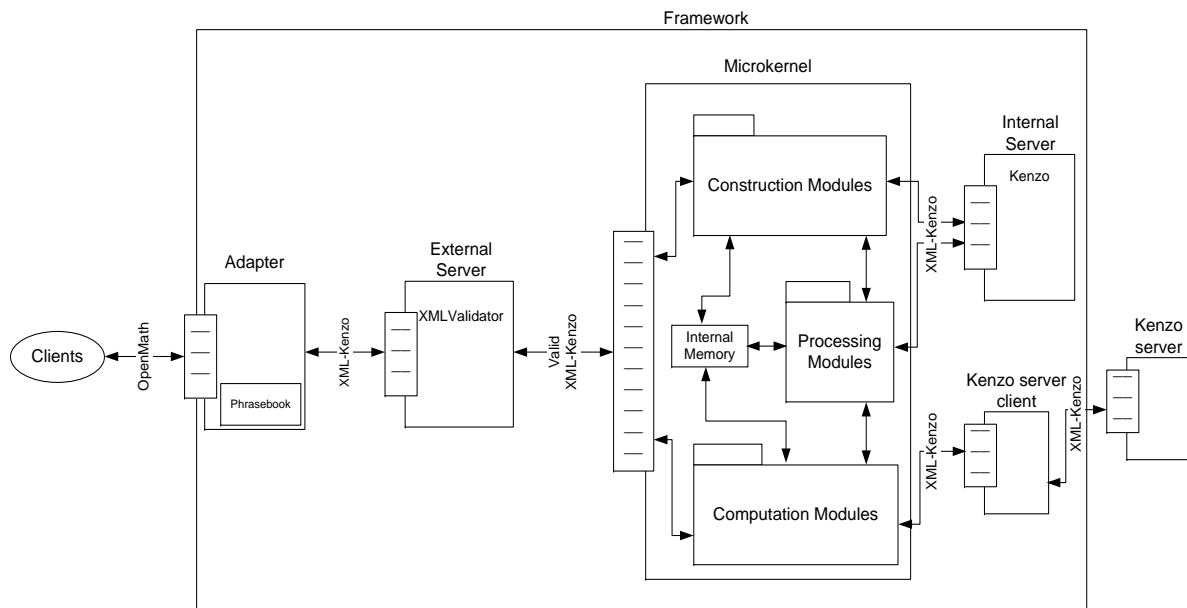 Framework
Microkernel
Construction Modules
Internal
Server
Kenzo
XML-Kenzo
External
Server
XMLValidator
Adapter
Phrasebook
Clients
OpenMath
XML-Kenzo
Valid
XML-Kenzo
Internal
Memory
Processing
Modules
Computation Modules
Kenzo server
client
XML-Kenzo
XML-Kenzo
Kenzo
server